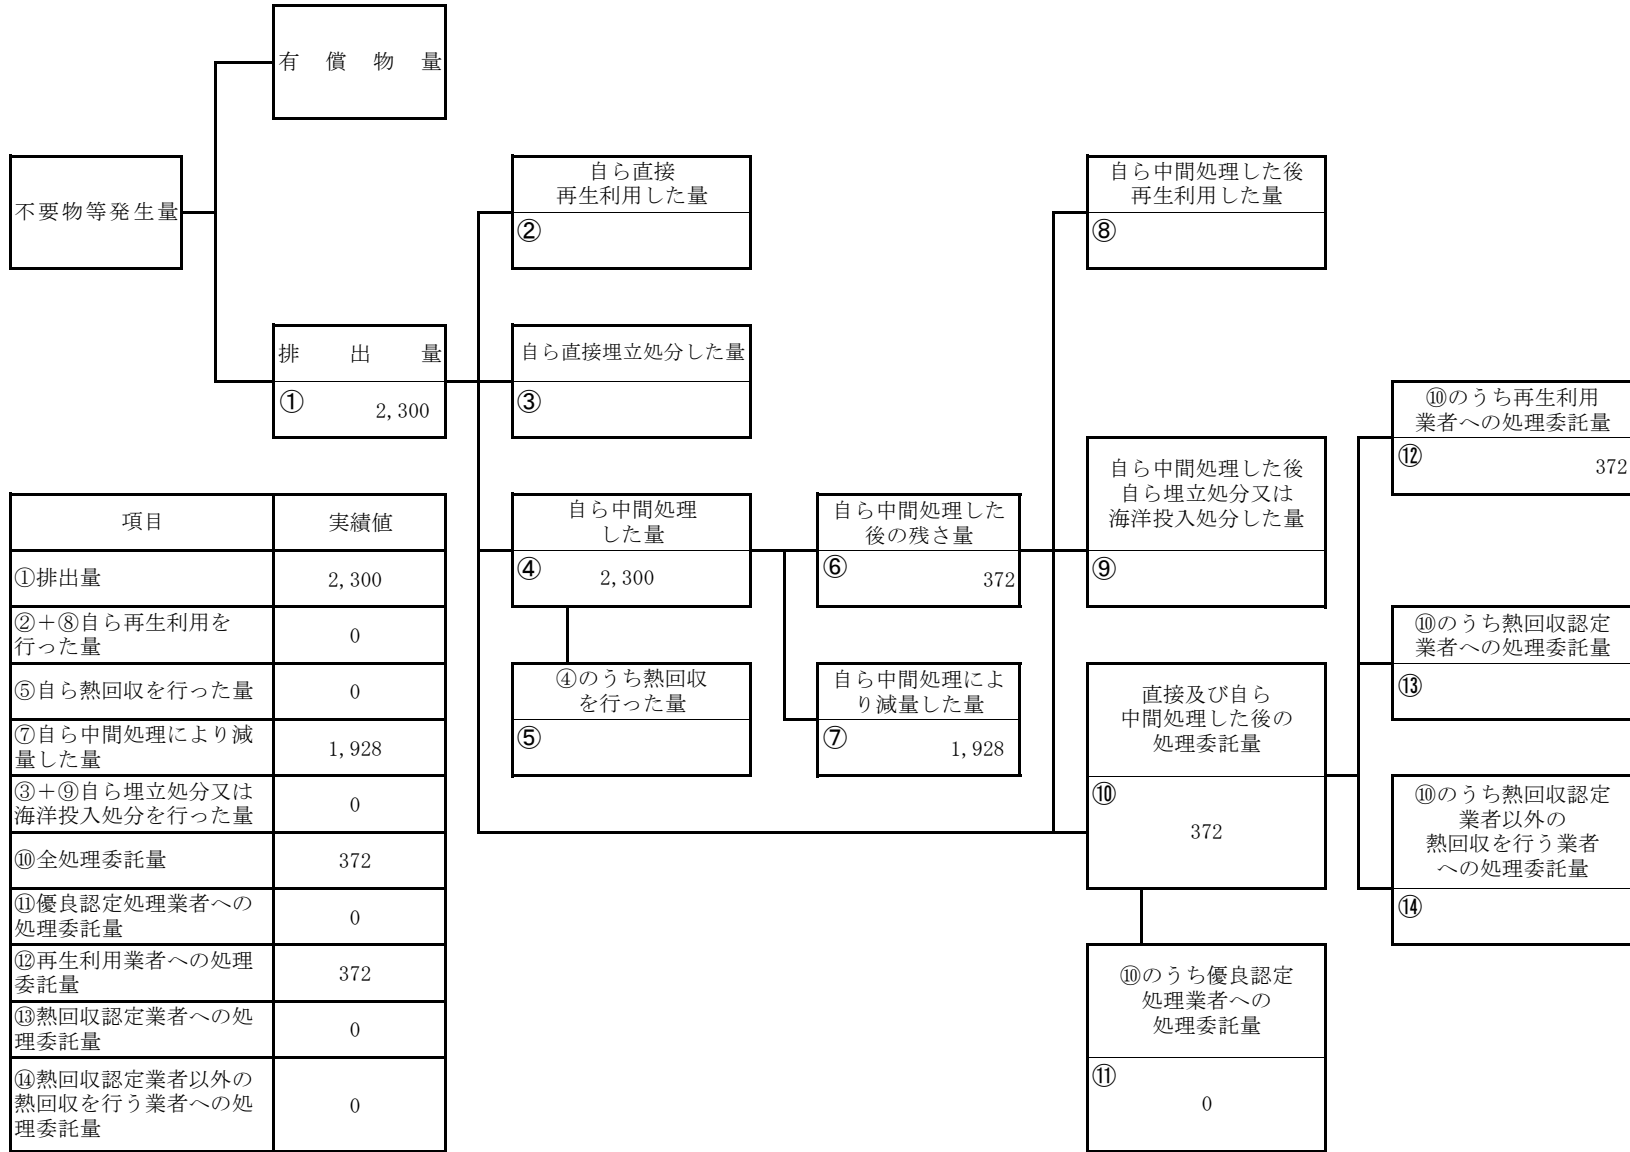 有償物量
不要物等発生量
自ら直接
再生利用した量
②
自ら中間処理した後
再生利用した量
⑧
排出量
① 2,300
自ら直接埋立処分した量
③
⑩のうち再生利用
業者への処理委託量
⑫ 372
自ら中間処理した後
自ら埋立処分又は
海洋投入処分した量
⑨
自ら中間処理
した量
④ 2,300
自ら中間処理した
後の残さ量
⑥ 372
④のうち熱回収
を行った量
⑤
自ら中間処理によ
り減量した量
⑦ 1,928
直接及び自ら
中間処理した後の
処理委託量
⑩
372
⑩のうち熱回収認定
業者への処理委託量
⑬
⑩のうち熱回収認定
業者以外の
熱回収を行う業者
への処理委託量
⑭
⑩のうち優良認定
処理業者への
処理委託量
⑪
0
項目 実績値
①排出量 2,300
②+⑧自ら再生利用を
行った量 0
⑤自ら熱回収を行った量 0
⑦自ら中間処理により減
量した量 1,928
③+⑨自ら埋立処分又は
海洋投入処分を行った量 0
⑩全処理委託量 372
⑪優良認定処理業者への
処理委託量 0
⑫再生利用業者への処理
委託量 372
⑬熱回収認定業者への処
理委託量 0
⑭熱回収認定業者以外の
熱回収を行う業者への処
理委託量 0